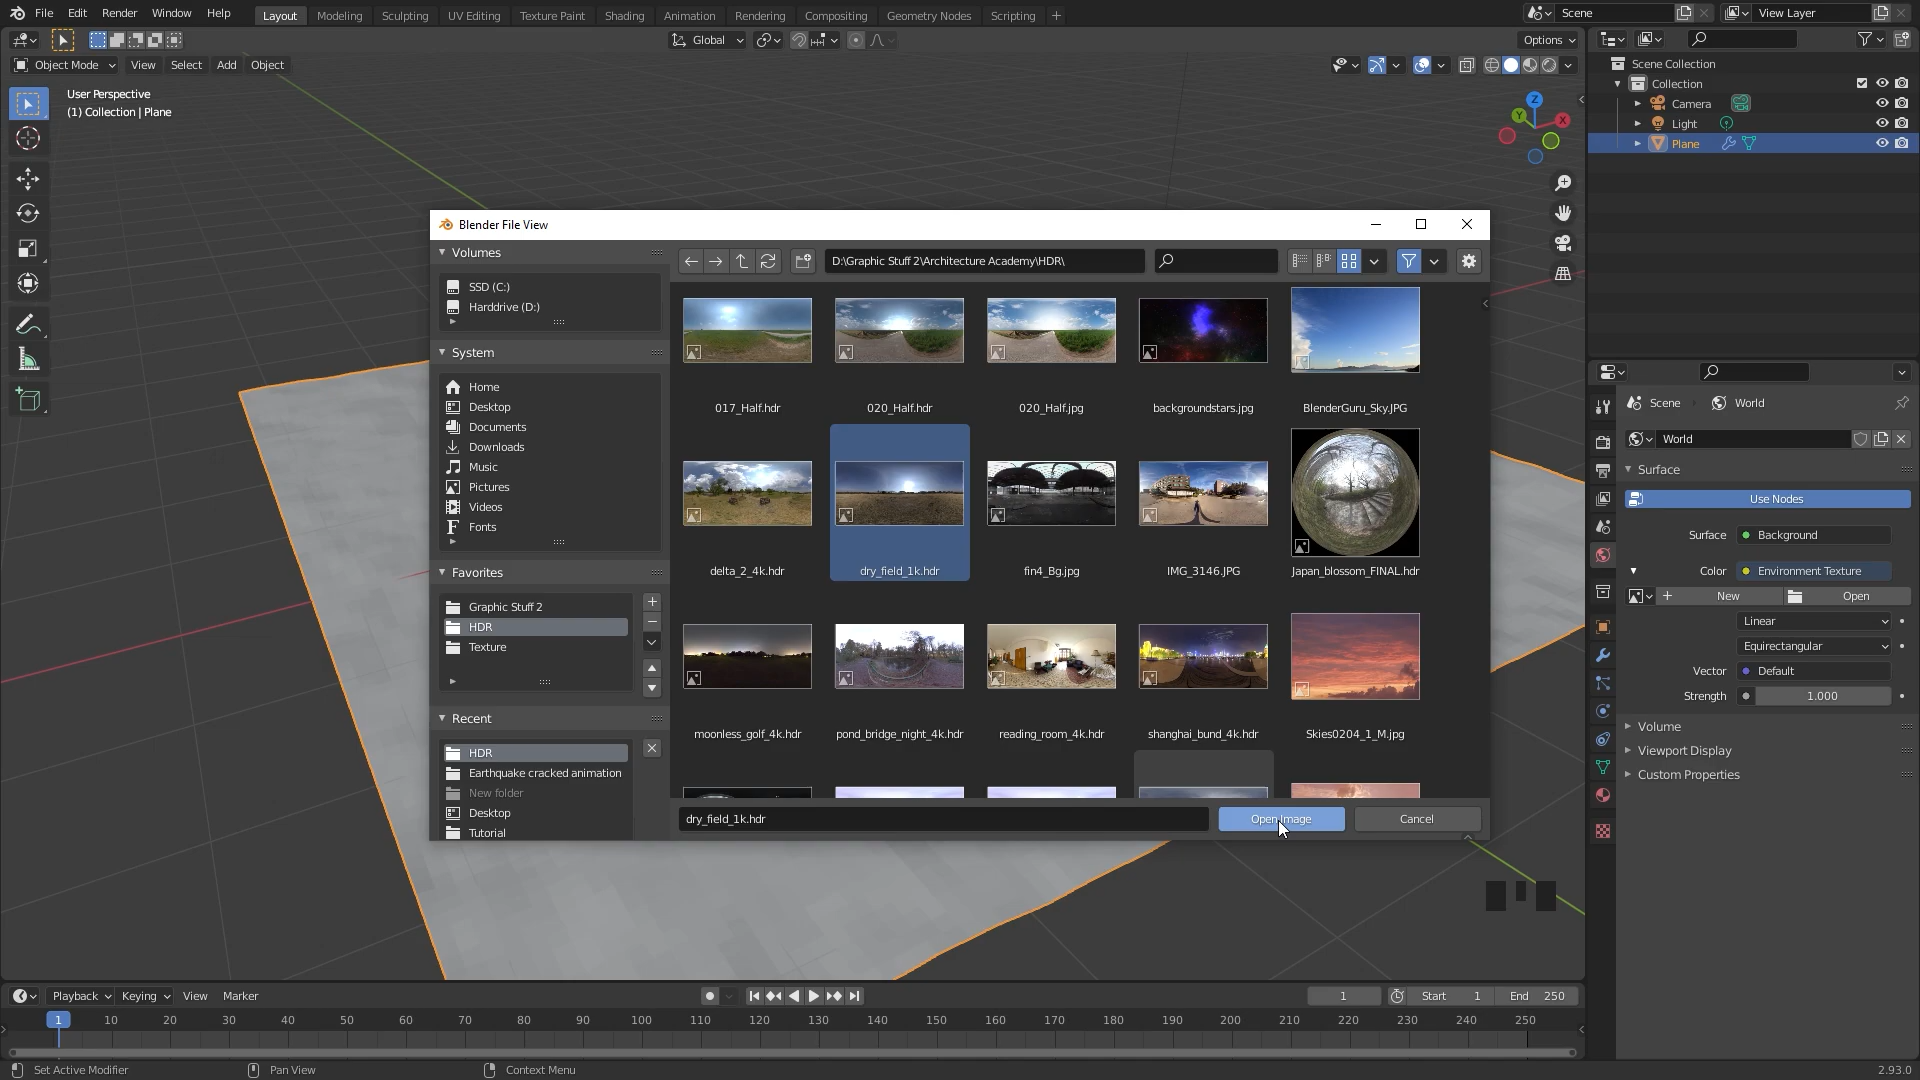 File Edit Render Window Help Layout Modeling Sculpting UV Editing Texture Paint Shading Animation Rendering Compositing Geometry Nodes Scripting + Scene View Layer
Global Options
Object Mode View Select Add Object
User Perspective
(1) Collection | Plane
Z
Y
X
Scene Collection
Collection
Camera
Light
Plane
Blender File View
Volumes
SSD (C:)
Harddrive (D:)
System
Home
Desktop
Documents
Downloads
Music
Pictures
Videos
Fonts
Favorites
Graphic Stuff 2
HDR
Texture
Recent
HDR
Earthquake cracked animation
New folder
Desktop
Tutorial
D:\Graphic Stuff 2\Architecture Academy\HDR\
017_Half.hdr 020_Half.hdr 020_Half.jpg backgroundstars.jpg BlenderGuru_Sky.JPG
delta_2_4k.hdr dry_field_1k.hdr fin4_Bg.jpg IMG_3146.JPG Japan_blossom_FINAL.hdr
moonless_golf_4k.hdr pond_bridge_night_4k.hdr reading_room_4k.hdr shanghai_bund_4k.hdr Skies0204_1_M.jpg
dry_field_1k.hdr Open Image Cancel
Scene World
World
Surface
Use Nodes
Surface Background
Color Environment Texture
New Open
Linear
Equirectangular
Vector Default
Strength 1.000
Volume
Viewport Display
Custom Properties
Playback Keying View Marker 1 Start 1 End 250
1 10 20 30 40 50 60 70 80 90 100 110 120 130 140 150 160 170 180 190 200 210 220 230 240 250
Set Active Modifier Pan View Context Menu 2.93.0